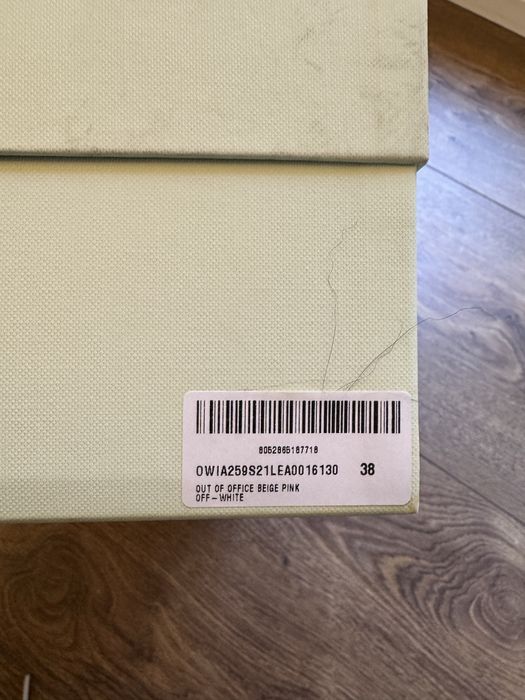 8052865187718
OWIA259S21LEA0016130 38
OUT OF OFFICE BEIGE PINK
OFF-WHITE